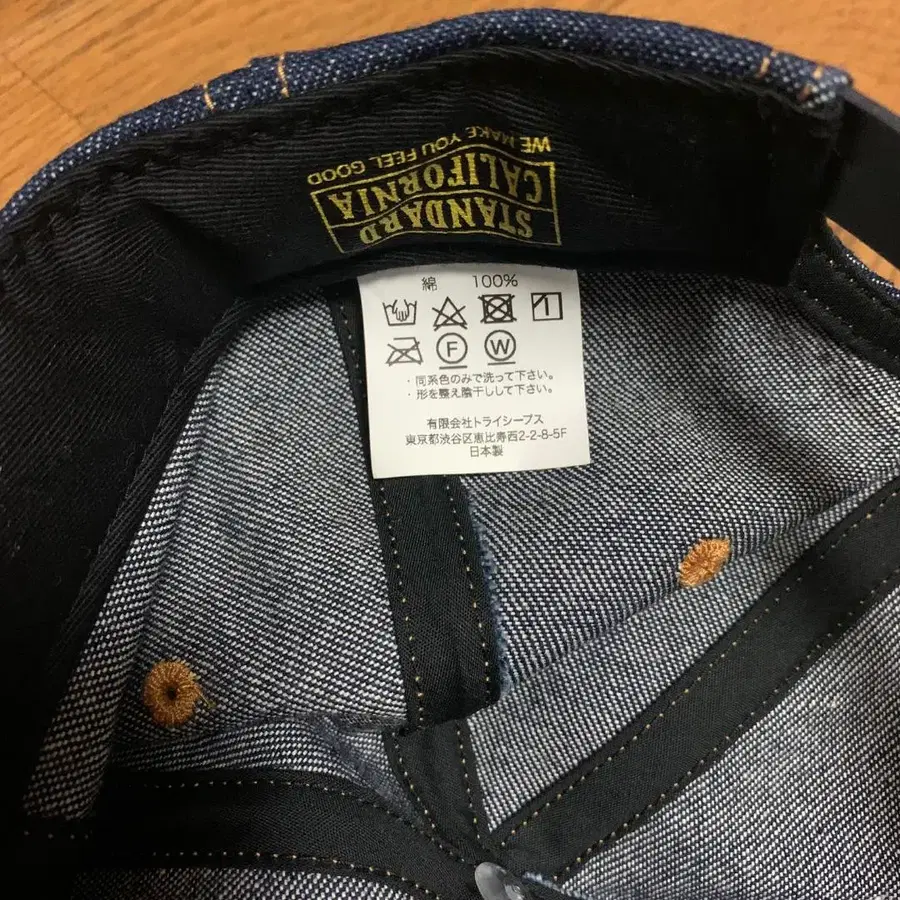 STANDARD
CALIFORNIA
WE MAKE YOU FEEL GOOD
綿 100%
F W
・同系色のみで洗って下さい。
・形を整え陰干しして下さい。
有限会社トライシープス
東京都渋谷区恵比寿西2-2-8-5F
日本製